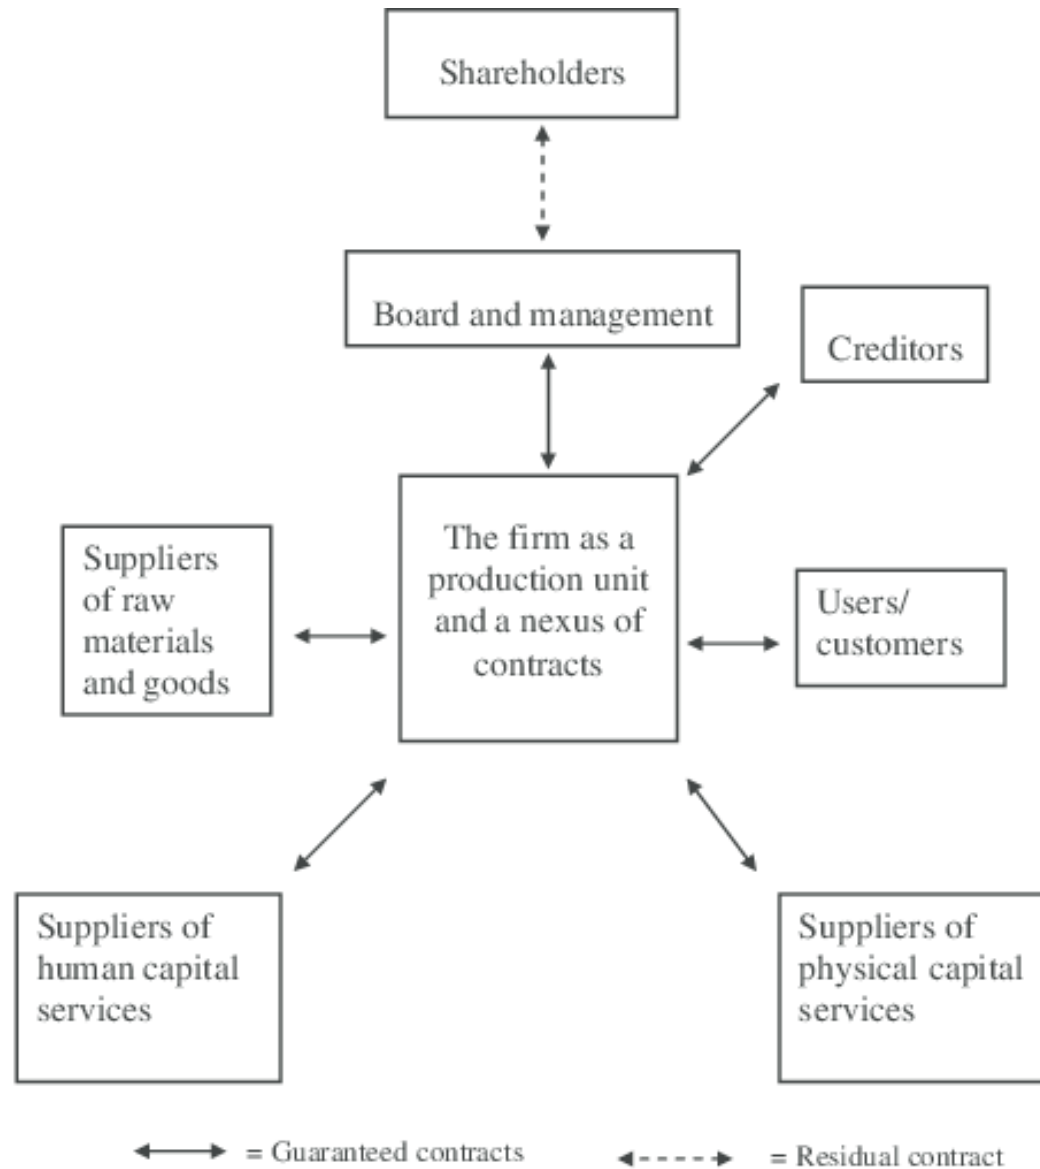 Shareholders
Board and management
Creditors
The firm as a
production unit
and a nexus of
contracts
Suppliers
of raw
materials
and goods
Users/
customers
Suppliers of
human capital
services
Suppliers of
physical capital
services
= Guaranteed contracts
= Residual contract